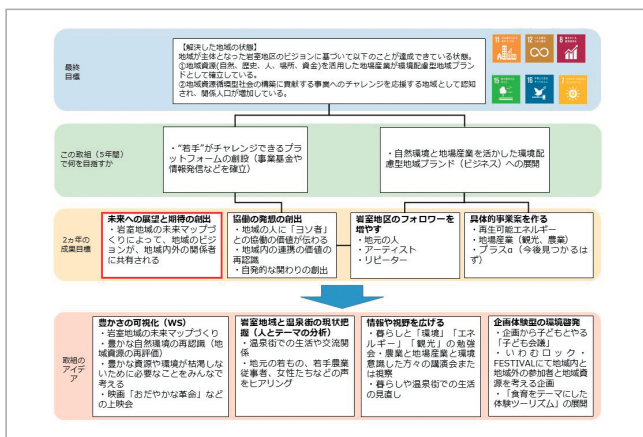 最終
目標
【解決した地域の状態】
地域が主体となった岩室地区のビジョンに基づいて以下のことが達成できている状態。
①地域資源(自然、歴史、人、場所、資金)を活用した地場産業が環境配慮型地域ブラン
ドとして確立している。
②地域資源循環型社会の構築に貢献する事業へのチャレンジを応援する地域として認知
され、関係人口が増加している。
11
12
8
15
7
この取組（5年間）
で何を目指すか
・“若手”がチャレンジできるプラ
ットフォームの創設（事業基金や
情報発信などを確立）
・自然環境と地場産業を活かした環境配
慮型地域ブランド（ビジネス）への展開
2ヵ年の
成果目標
未来への展望と期待の創出
・岩室地域の未来マップづ
くりによって、地域のビジ
ョンが、地域内外の関係者
に共有される
協働の発想の創出
・地域の人に「ヨソ者」
との協働の価値が伝わる
・地域内の連携の価値の
再認識
・自発的な関わりの創出
岩室地区のフォロワーを
増やす
・地元の人
・アーティスト
・リピーター
具体的事業案を作る
・再生可能エネルギー
・地場産業（観光、農業）
・プラスα（今後見つかるは
ず）
取組の
アイデ
ア
豊かさの可視化（WS）
・岩室地域の未来マップづくり
・豊かな自然環境の再認識（地
域資源の再評価）
・豊かな資源や環境が枯渇しな
いために必要なことをみんなで
考える
・映画「おだやかな革命」などの
上映会
岩室地域と温泉街の現状把
握（人とテーマの分析）
・温泉街での生活や交流関
係
・地元の若もの、若手農業
従事者、女性たちなどの声
をヒアリング
情報や視野を広げる
・暮らしと「環境」「エネ
ルギー」「観光」の勉強
会・農業と地場産業と環境
意識した方々の講演会また
は視察
・暮らしや温泉街での生活
の見直し
企画体験型の環境啓発
・企画から子どもとやる
「子ども会議」
・いわむロック・
FESTIVALにて地域内と
地域外の参加者と地域資
源を考える企画
・「食育をテーマにした
体験ツーリズム」の展開